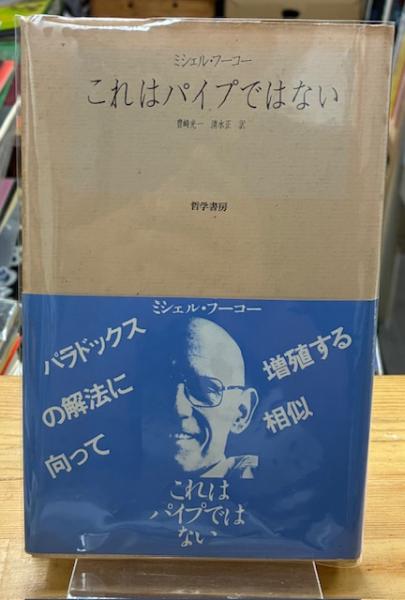 ミシェル・フーコー
これはパイプではない
豊崎光一 清水正 訳
哲学書房
ミシェル・フーコー
パラドックス
の解法に
向って
増殖する
相似
これは
パイプでは
ない